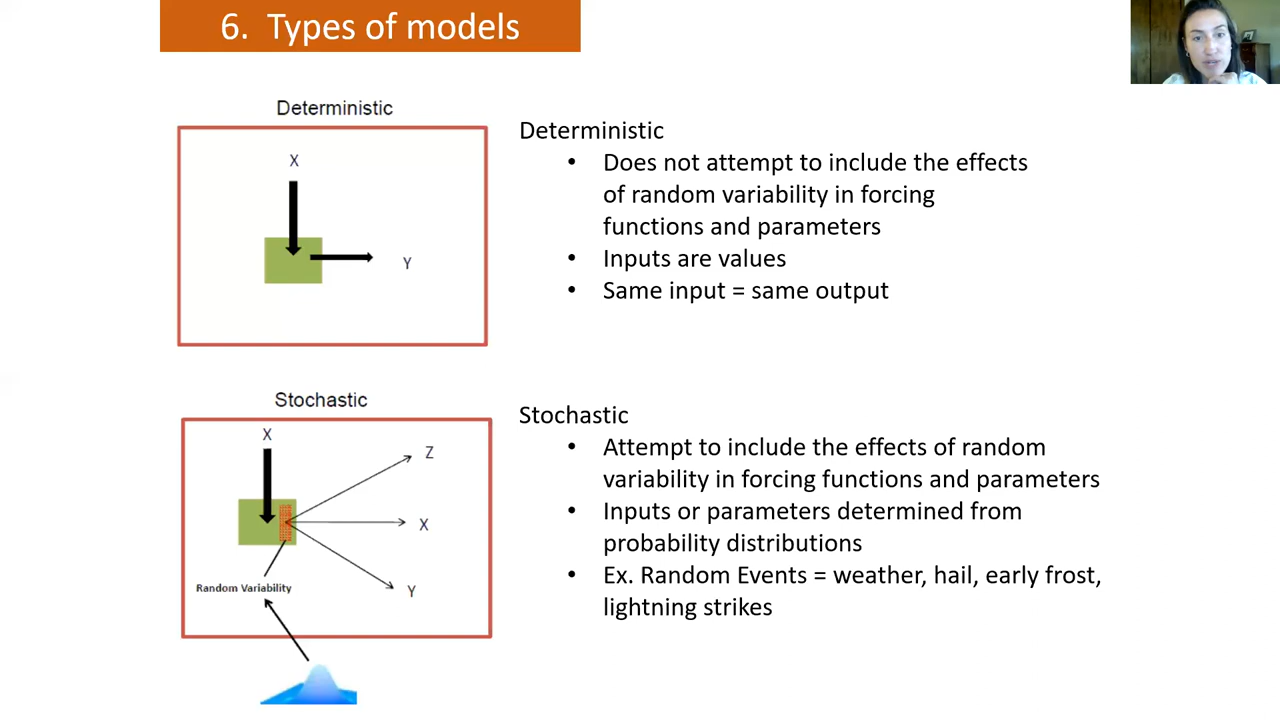 6. Types of models
Deterministic
X
Y
Deterministic
• Does not attempt to include the effects
of random variability in forcing
functions and parameters
• Inputs are values
• Same input = same output
Stochastic
X
Z
X
Y
Random Variability
Stochastic
• Attempt to include the effects of random
variability in forcing functions and parameters
• Inputs or parameters determined from
probability distributions
• Ex. Random Events = weather, hail, early frost,
lightning strikes